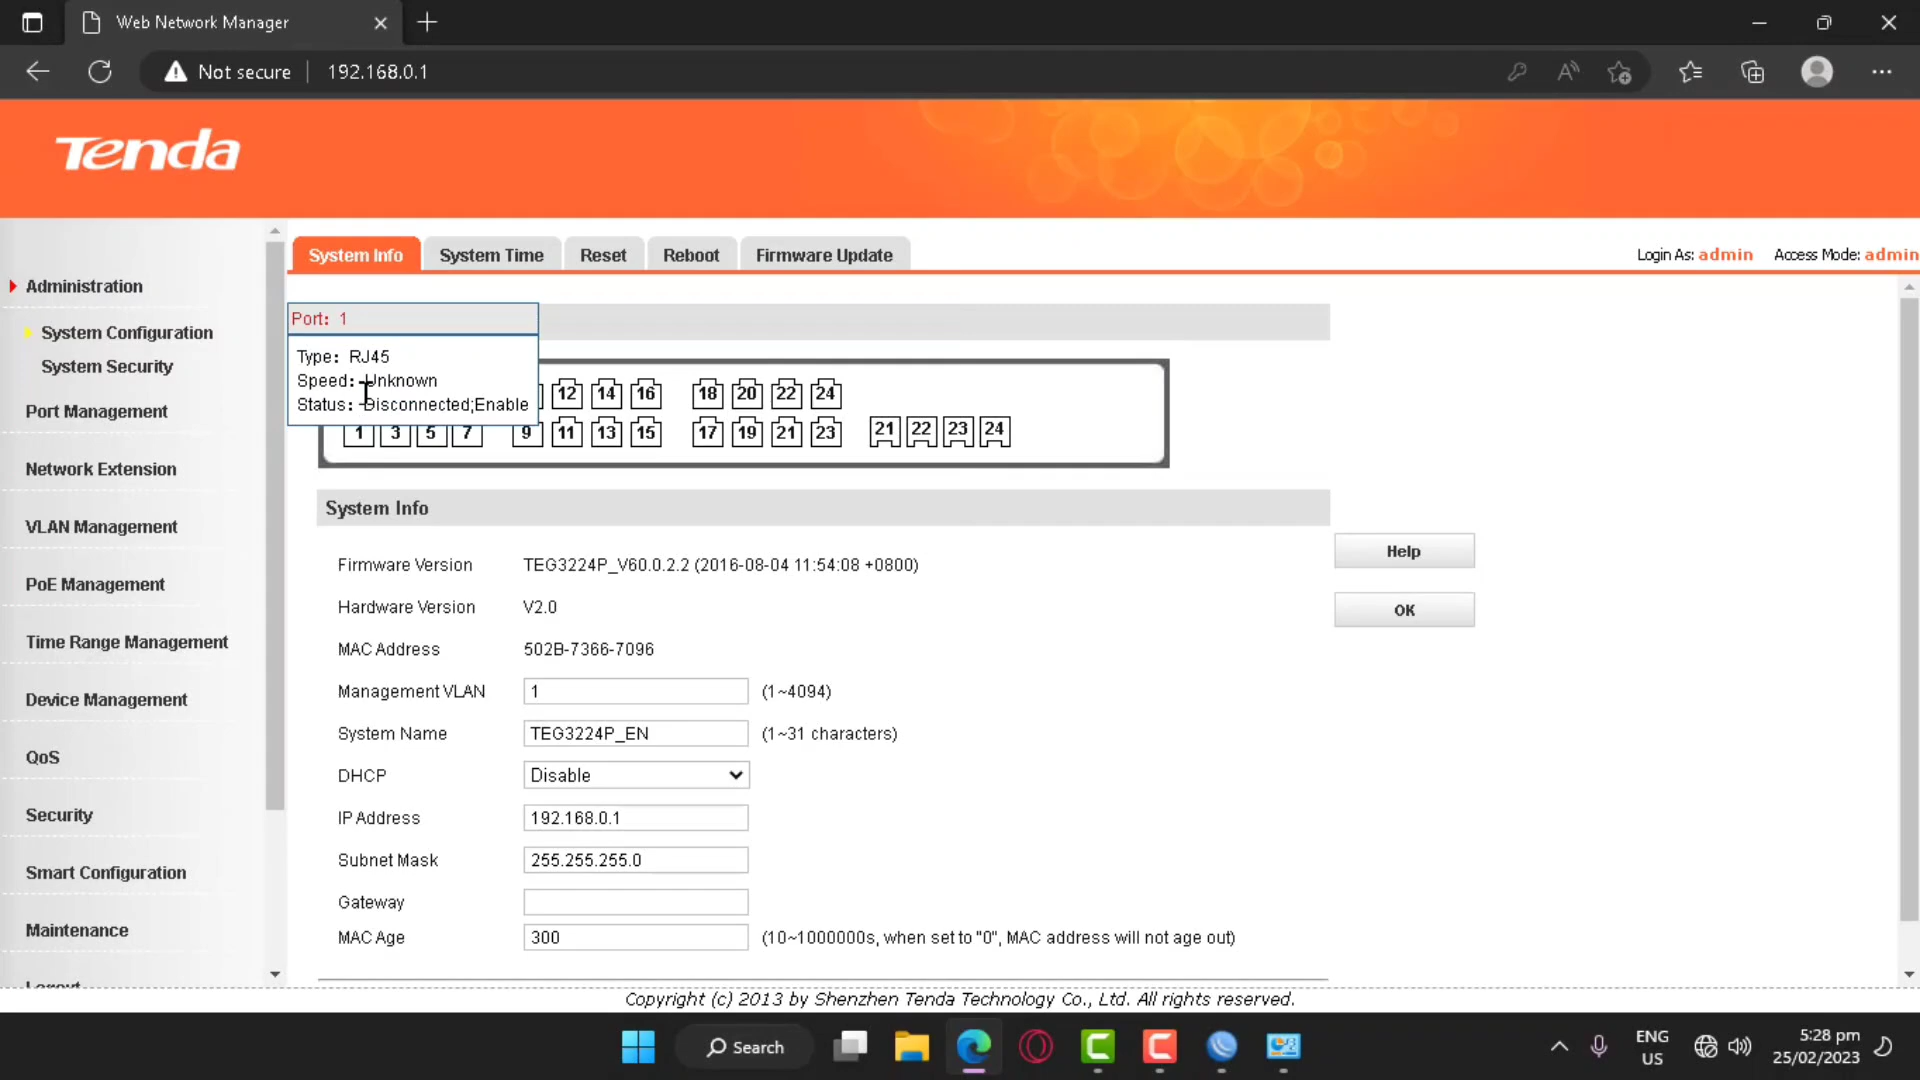 Web Network Manager
Not secure
192.168.0.1
Tenda
System Info
System Time
Reset
Reboot
Firmware Update
Login As: admin
Access Mode: admin
Administration
System Configuration
System Security
Port Management
Network Extension
VLAN Management
PoE Management
Time Range Management
Device Management
QoS
Security
Smart Configuration
Maintenance
Port: 1
Type: RJ45
Speed: Unknown
Status: Disconnected;Enable
12 14 16 18 20 22 24
1 3 5 7 9 11 13 15 17 19 21 23 21 22 23 24
System Info
Firmware Version TEG3224P_V60.0.2.2 (2016-08-04 11:54:08 +0800)
Hardware Version V2.0
MAC Address 502B-7366-7096
Management VLAN 1 (1~4094)
System Name TEG3224P_EN (1~31 characters)
DHCP Disable
IP Address 192.168.0.1
Subnet Mask 255.255.255.0
Gateway
MAC Age 300 (10~1000000s, when set to "0", MAC address will not age out)
Help
OK
Copyright (c) 2013 by Shenzhen Tenda Technology Co., Ltd. All rights reserved.
Search
ENG
US
5:28 pm
25/02/2023